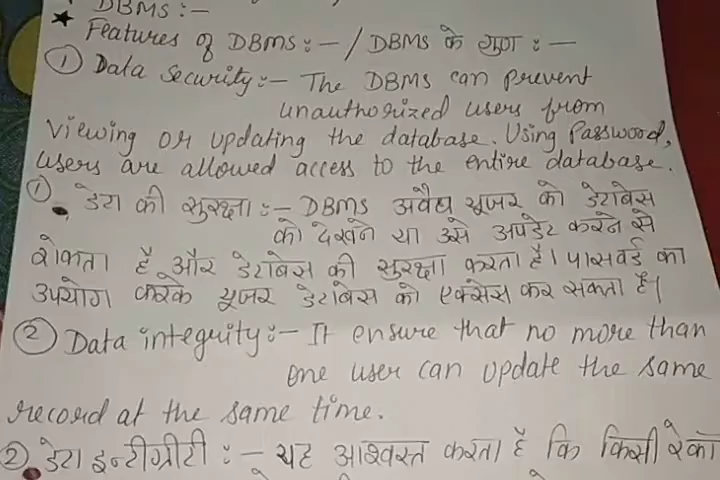 DBMS :-
★ Features of DBMS :- / DBMS के गुण :-
① Data Security :- The DBMS can prevent
unauthorized users from
viewing or updating the database. Using Password,
users are allowed access to the entire database.
① डेटा की सुरक्षा :- DBMS अवैध यूजर को डेटाबेस
को देखने या उसे अपडेट करने से
रोकता है और डेटाबेस की सुरक्षा करता है। पासवर्ड का
उपयोग करके यूजर डेटाबेस को एक्सेस कर सकता है।
② Data integrity :- It ensure that no more than
one user can update the same
record at the same time.
② डेटा इन्टीग्रीटी :- यह आश्वस्त करता है कि किसी